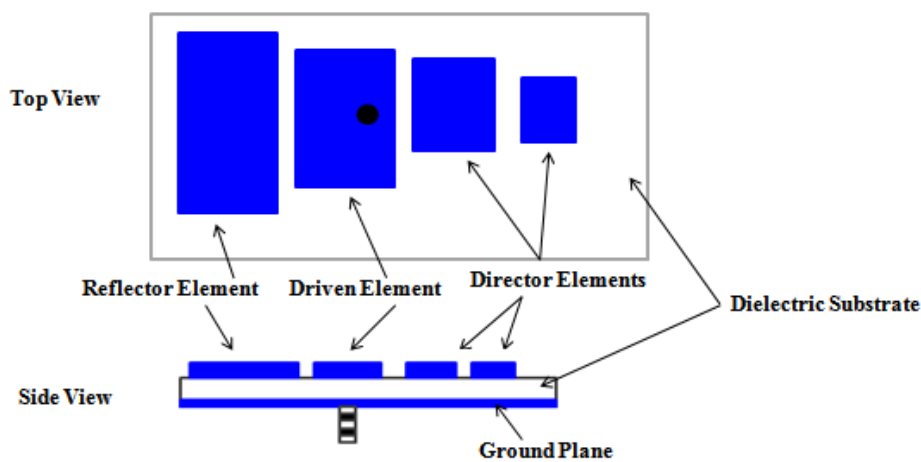 Top View
Reflector Element
Driven Element
Director Elements
Dielectric Substrate
Side View
Ground Plane